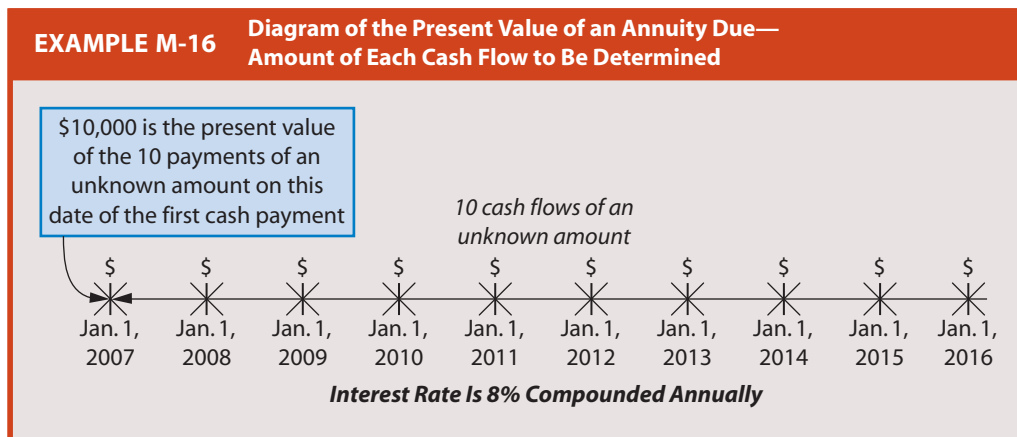 EXAMPLE M-16
Diagram of the Present Value of an Annuity Due—
Amount of Each Cash Flow to Be Determined
$10,000 is the present value
of the 10 payments of an
unknown amount on this
date of the first cash payment
10 cash flows of an
unknown amount
$ $ $ $ $ $ $ $ $ $
Jan. 1, Jan. 1, Jan. 1, Jan. 1, Jan. 1, Jan. 1, Jan. 1, Jan. 1, Jan. 1, Jan. 1,
2007 2008 2009 2010 2011 2012 2013 2014 2015 2016
Interest Rate Is 8% Compounded Annually